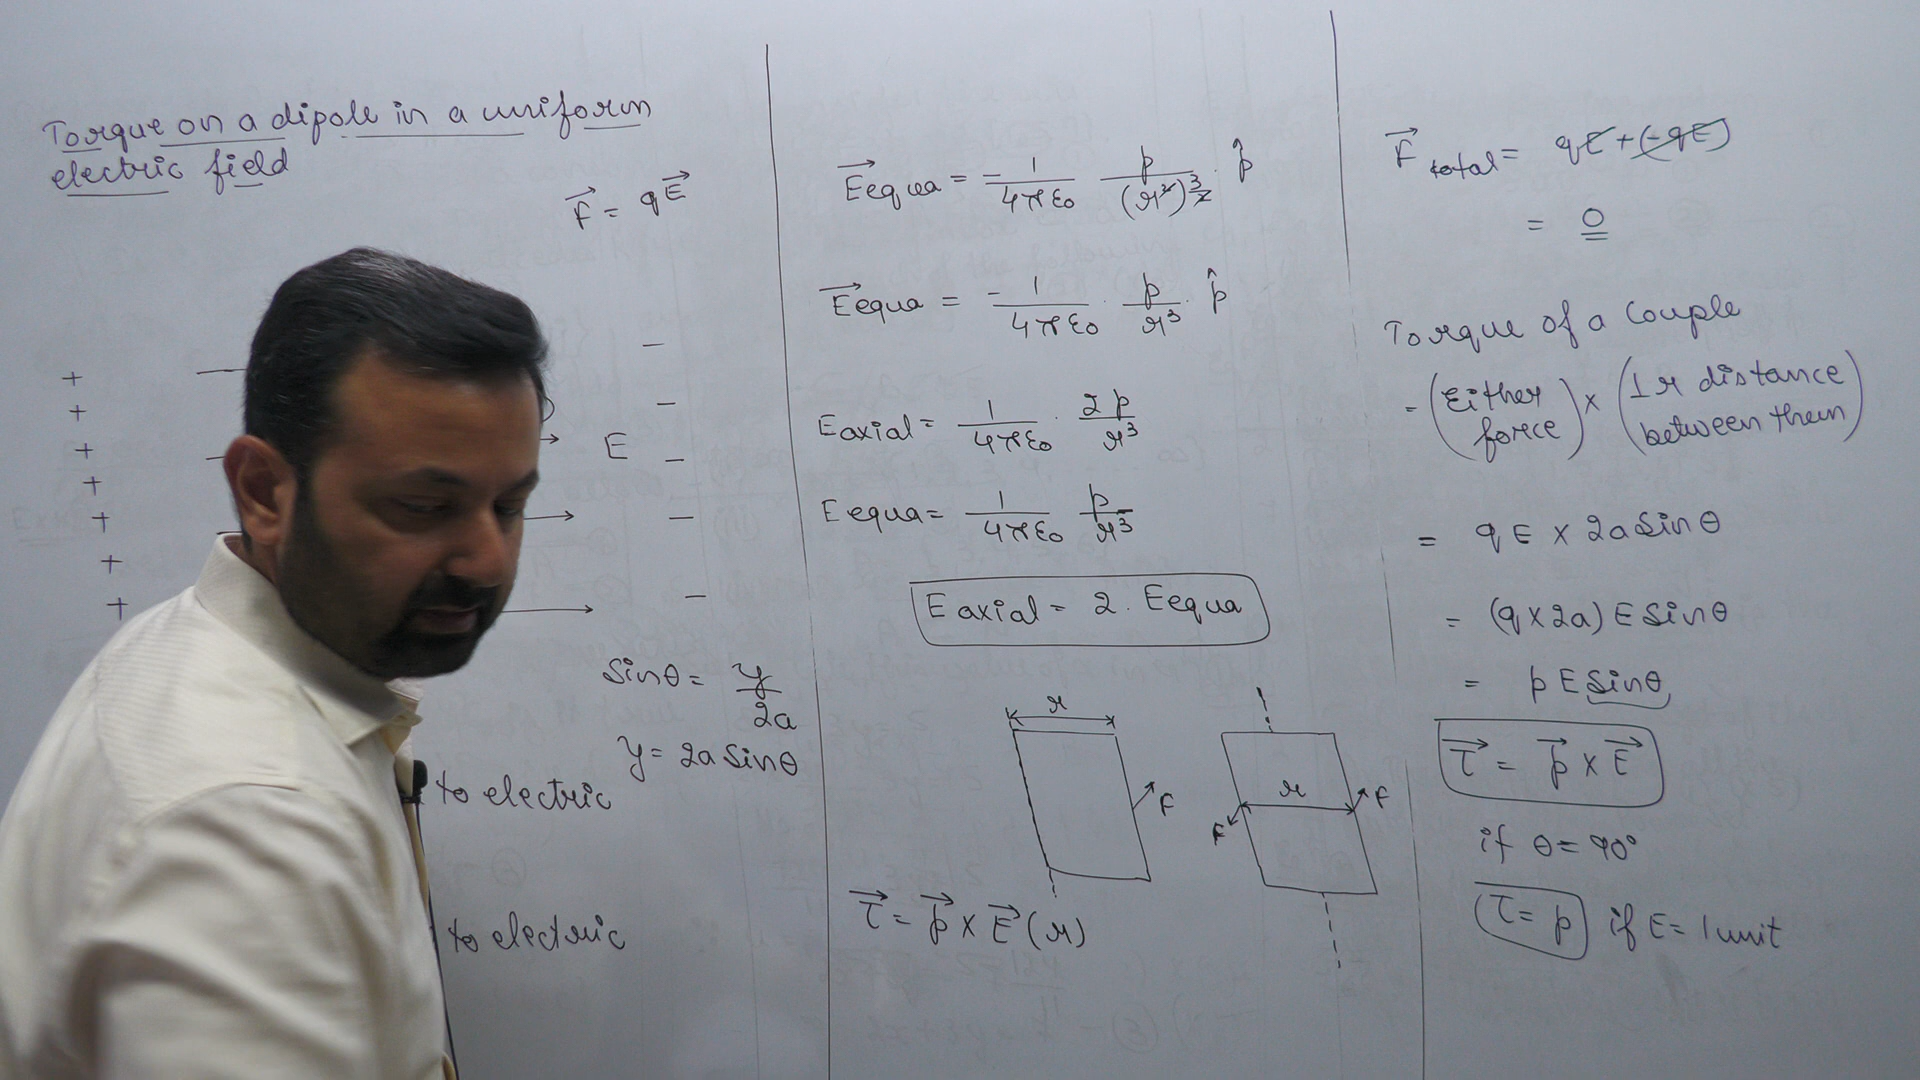 Torque on a dipole in a uniform
electric field
F⃗ = qE⃗
+ −
+ −
+ E −
+
+ −
+
+ −
Sinθ = y/2a
y = 2a Sinθ
to electric
to electric
E⃗equa = - 1/4πε₀ p/(r²)^3/2 · p̂
E⃗equa = - 1/4πε₀ · p/r³ · p̂
Eaxial = 1/4πε₀ · 2p/r³
Eequa = 1/4πε₀ p/r³
Eaxial = 2. Eequa
r
F
r
F
F
τ⃗ = p⃗ × E⃗ (r)
F⃗total = qE + (-qE)
= 0
Torque of a Couple
= (Either force) × (⊥r distance between them)
= qE × 2a Sinθ
= (q × 2a) E Sinθ
= pE Sinθ
τ⃗ = p⃗ × E⃗
if θ = 90°
τ = p if E = 1 unit